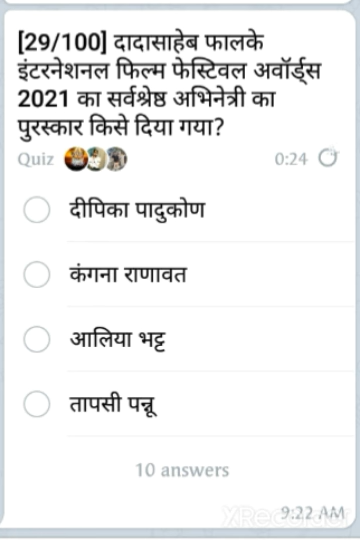 [29/100] दादासाहेब फालके
इंटरनेशनल फिल्म फेस्टिवल अवॉर्ड्स
2021 का सर्वश्रेष्ठ अभिनेत्री का
पुरस्कार किसे दिया गया?
Quiz 0:24
दीपिका पादुकोण
कंगना राणावत
आलिया भट्ट
तापसी पन्नू
10 answers
9:22 AM
XRecorder